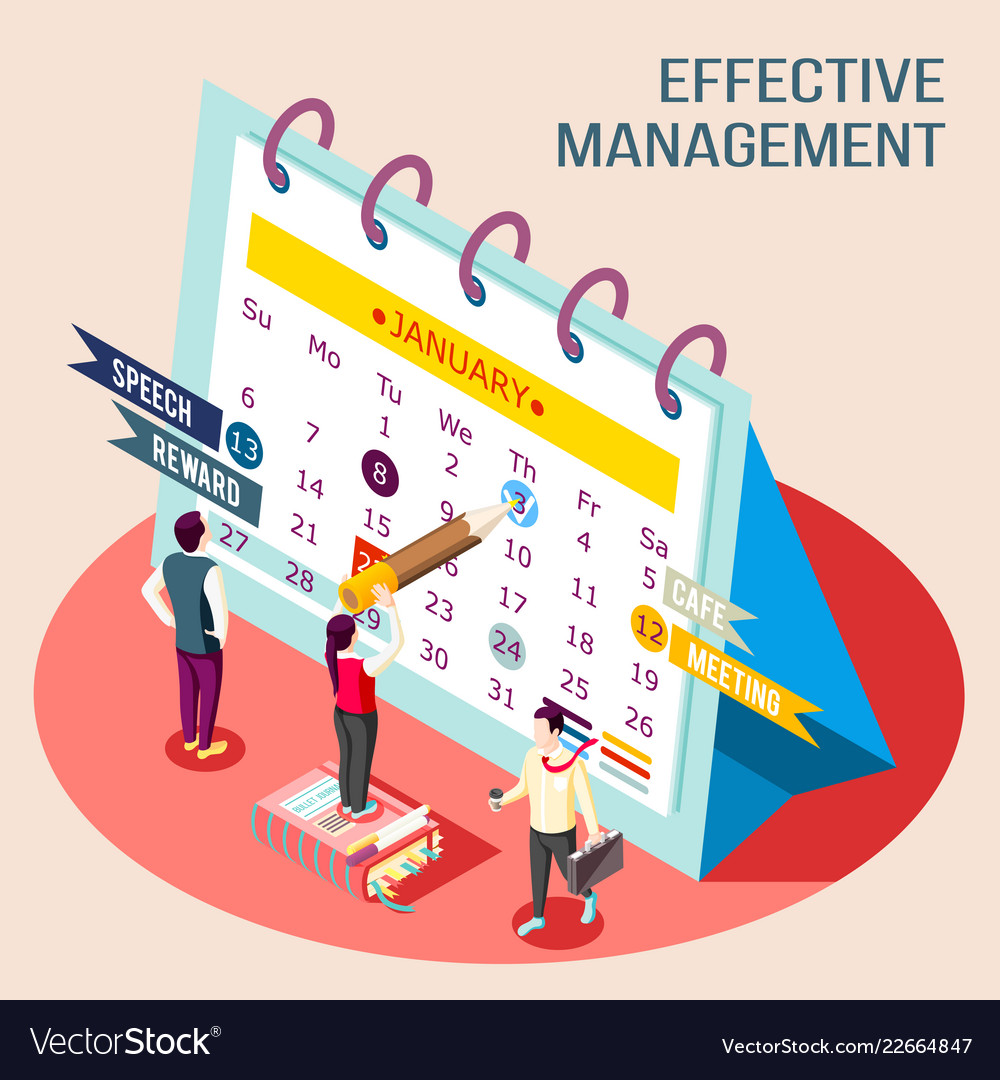 EFFECTIVE
MANAGEMENT
•JANUARY•
Su Mo Tu We Th Fr Sa
1 2 3 4 5
6 7 8 9 10 11 12
13 14 15 17 18 19
21 23 24 25 26
27 28 29 30 31
SPEECH
REWARD
CAFE
MEETING
BULLET
VectorStock®
VectorStock.com/22664847